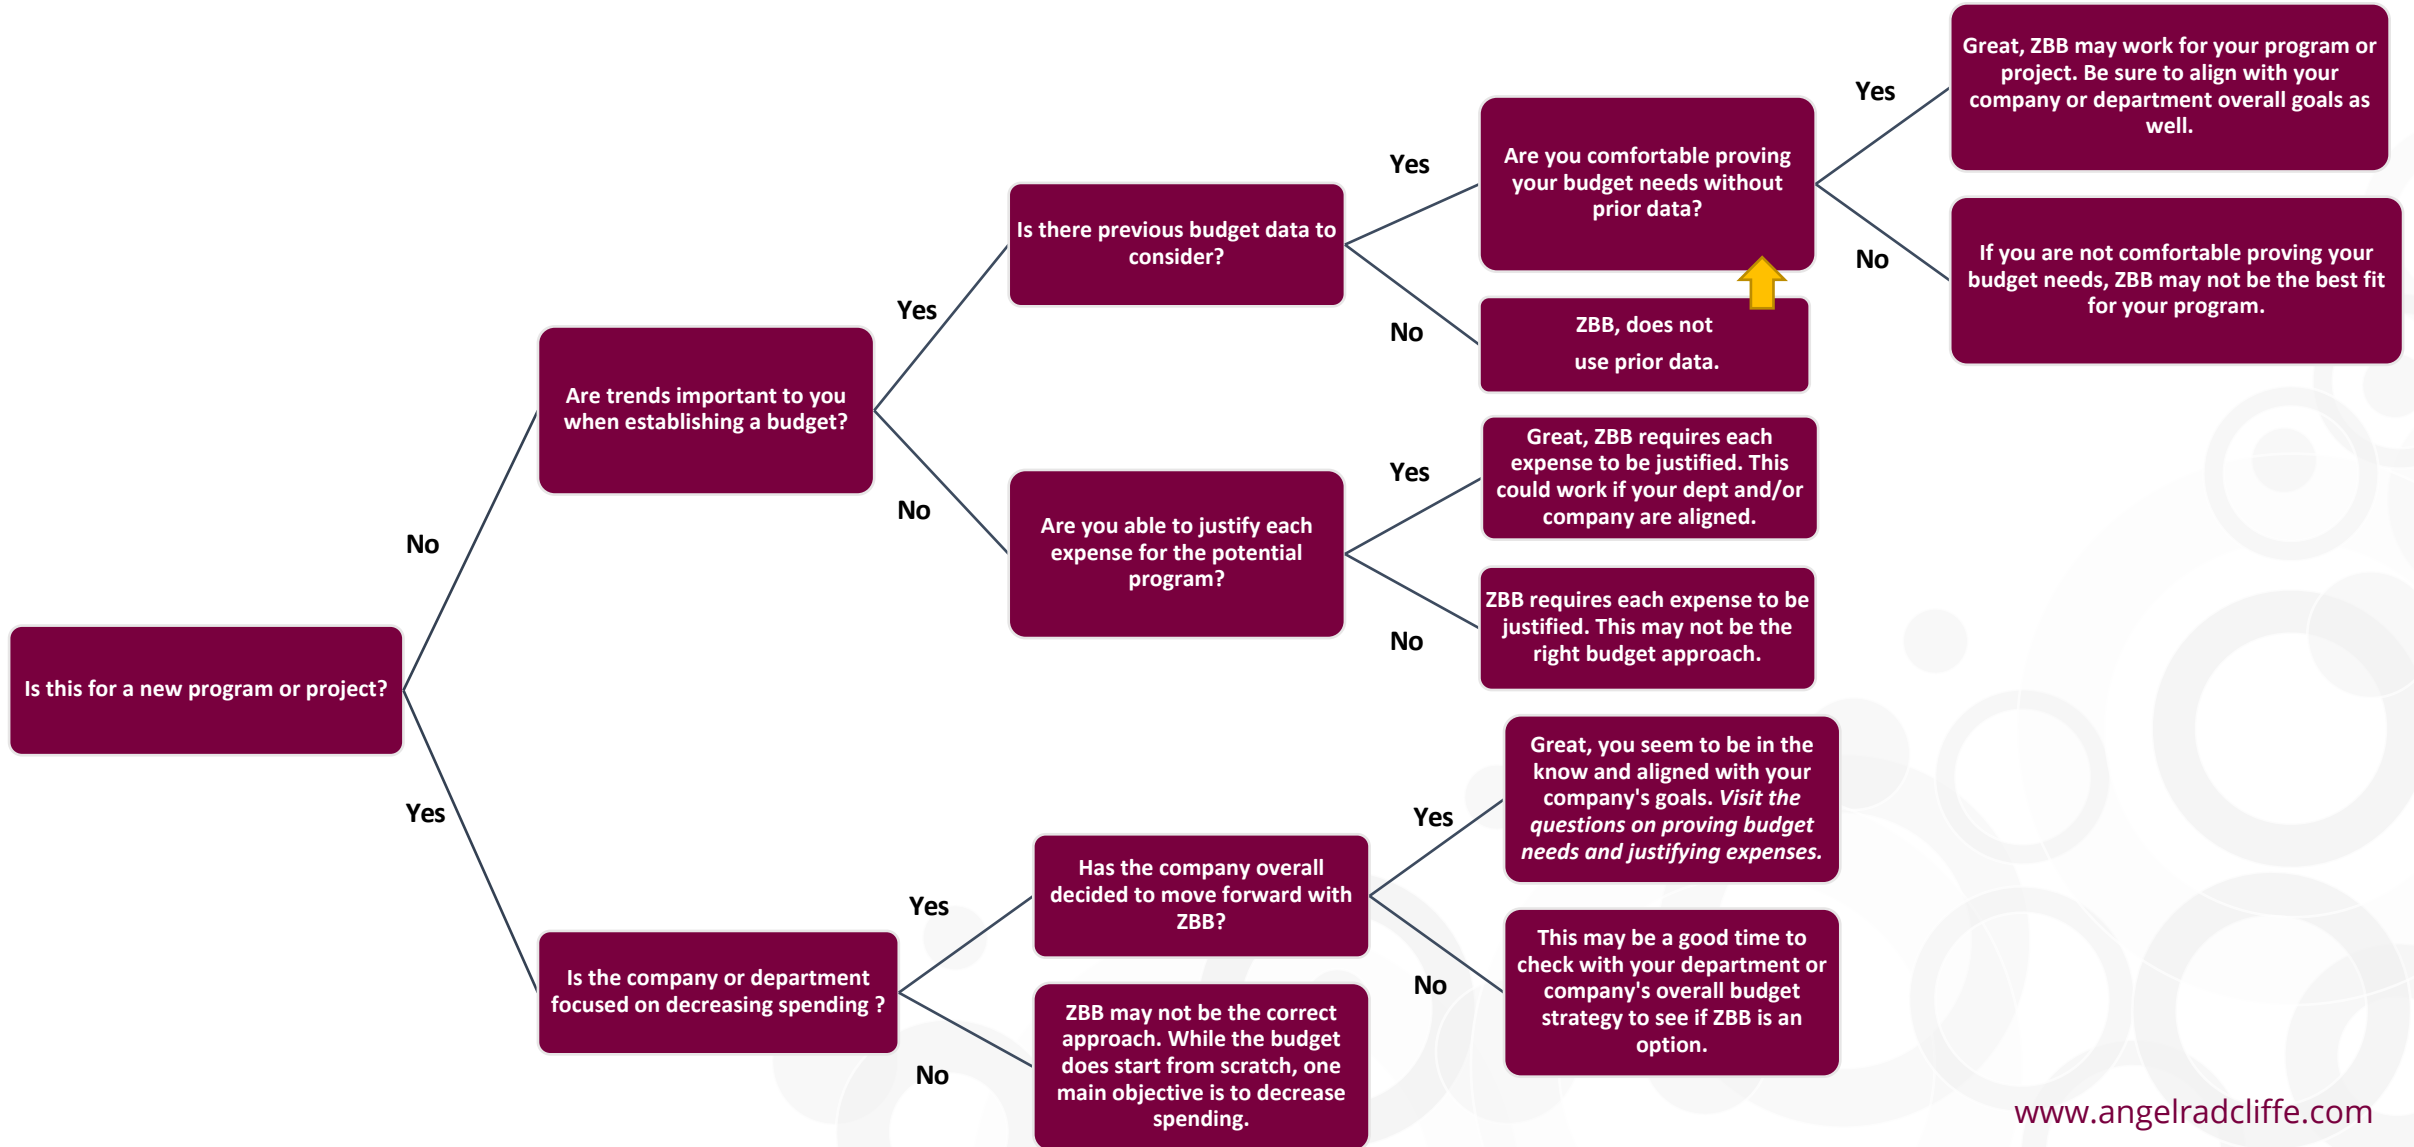 Is this for a new program or project?
No
Yes
Are trends important to you
when establishing a budget?
Yes
No
Is there previous budget data to
consider?
Yes
No
Are you comfortable proving
your budget needs without
prior data?
Yes
No
Great, ZBB may work for your program or
project. Be sure to align with your
company or department overall goals as
well.
If you are not comfortable proving your
budget needs, ZBB may not be the best fit
for your program.
ZBB, does not
use prior data.
Are you able to justify each
expense for the potential
program?
Yes
No
Great, ZBB requires each
expense to be justified. This
could work if your dept and/or
company are aligned.
ZBB requires each expense to be
justified. This may not be the
right budget approach.
Is the company or department
focused on decreasing spending ?
Yes
No
Has the company overall
decided to move forward with
ZBB?
Yes
No
Great, you seem to be in the
know and aligned with your
company's goals. Visit the
questions on proving budget
needs and justifying expenses.
This may be a good time to
check with your department or
company's overall budget
strategy to see if ZBB is an
option.
ZBB may not be the correct
approach. While the budget
does start from scratch, one
main objective is to decrease
spending.
www.angelradcliffe.com